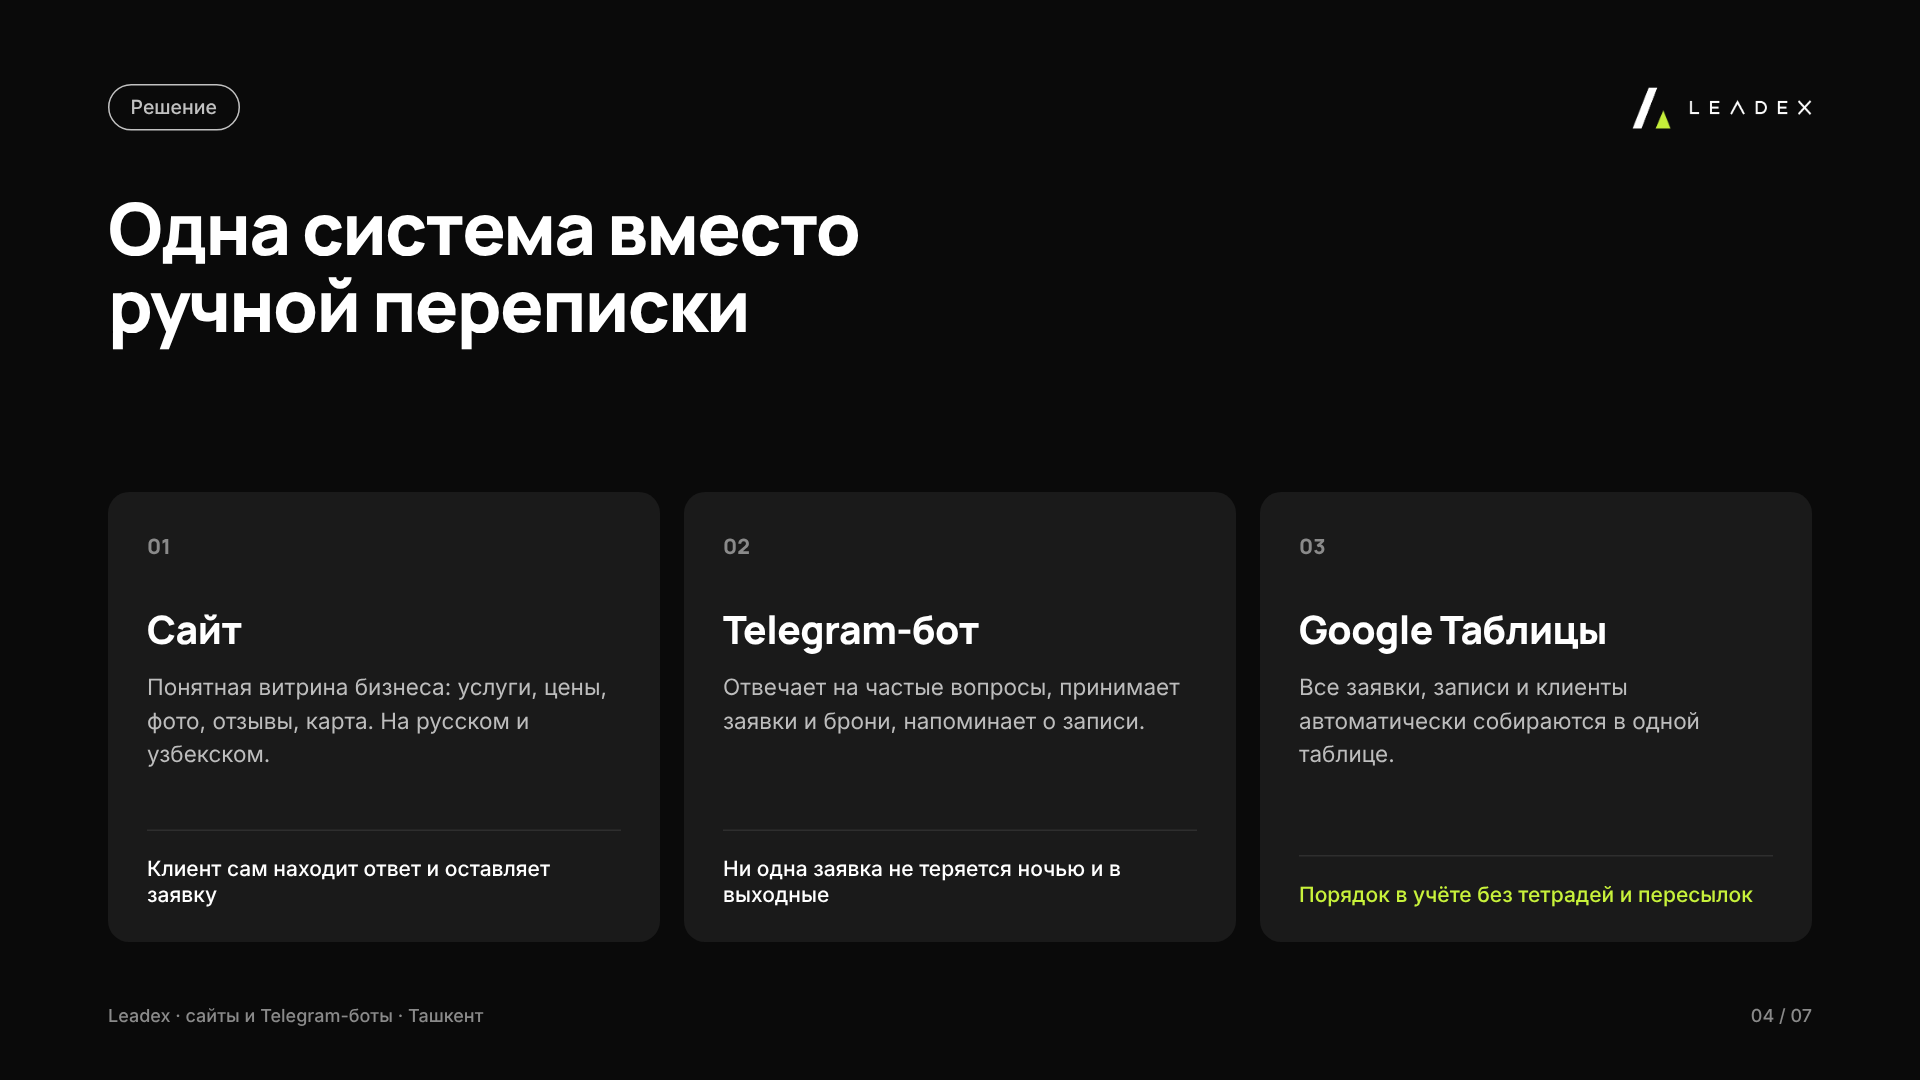 Решение
LEADEX
Одна система вместо
ручной переписки
01
Сайт
Понятная витрина бизнеса: услуги, цены,
фото, отзывы, карта. На русском и
узбекском.
Клиент сам находит ответ и оставляет
заявку
02
Telegram-бот
Отвечает на частые вопросы, принимает
заявки и брони, напоминает о записи.
Ни одна заявка не теряется ночью и в
выходные
03
Google Таблицы
Все заявки, записи и клиенты
автоматически собираются в одной
таблице.
Порядок в учёте без тетрадей и пересылок
Leadex · сайты и Telegram-боты · Ташкент
04 / 07